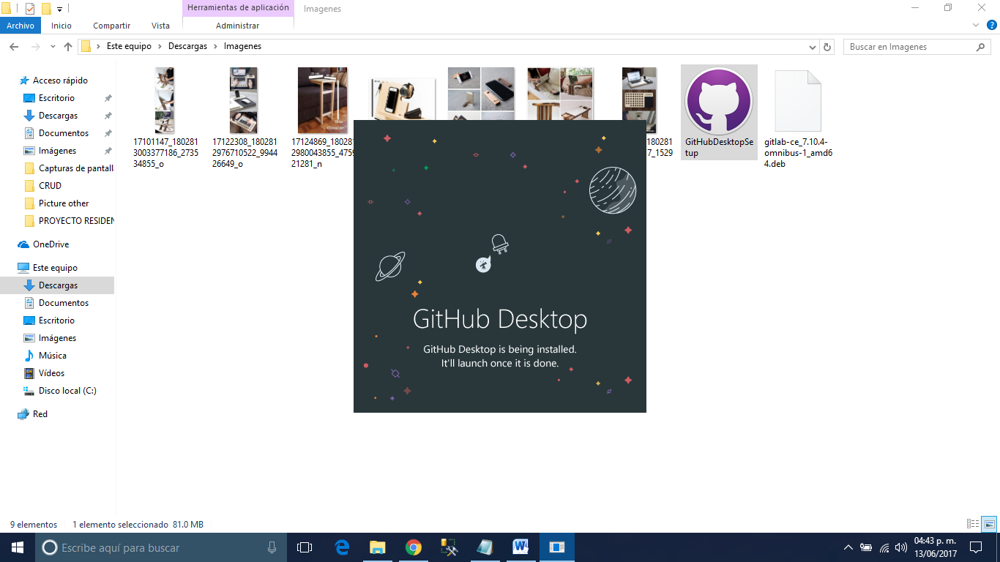 Herramientas de aplicación
Imagenes
Archivo
Inicio
Compartir
Vista
Administrar
Este equipo
Descargas
Imagenes
Buscar en Imagenes
Acceso rápido
Escritorio
Descargas
Documentos
Imágenes
Capturas de pantall
CRUD
Picture other
PROYECTO RESIDEN
OneDrive
Este equipo
Descargas
Documentos
Escritorio
Imágenes
Música
Vídeos
Disco local (C:)
Red
17101147_180281
3003377186_2735
34855_o
17122308_180281
2976710522_9944
26649_o
17124869_180281
2980043855_4759
21281_n
180281
7_1529
GitHubDesktopSe
tup
gitlab-ce_7.10.4-
omnibus-1_amd6
4.deb
GitHub Desktop
GitHub Desktop is being installed.
It'll launch once it is done.
9 elementos
1 elemento seleccionado 81.0 MB
Escribe aquí para buscar
04:43 p. m.
13/06/2017